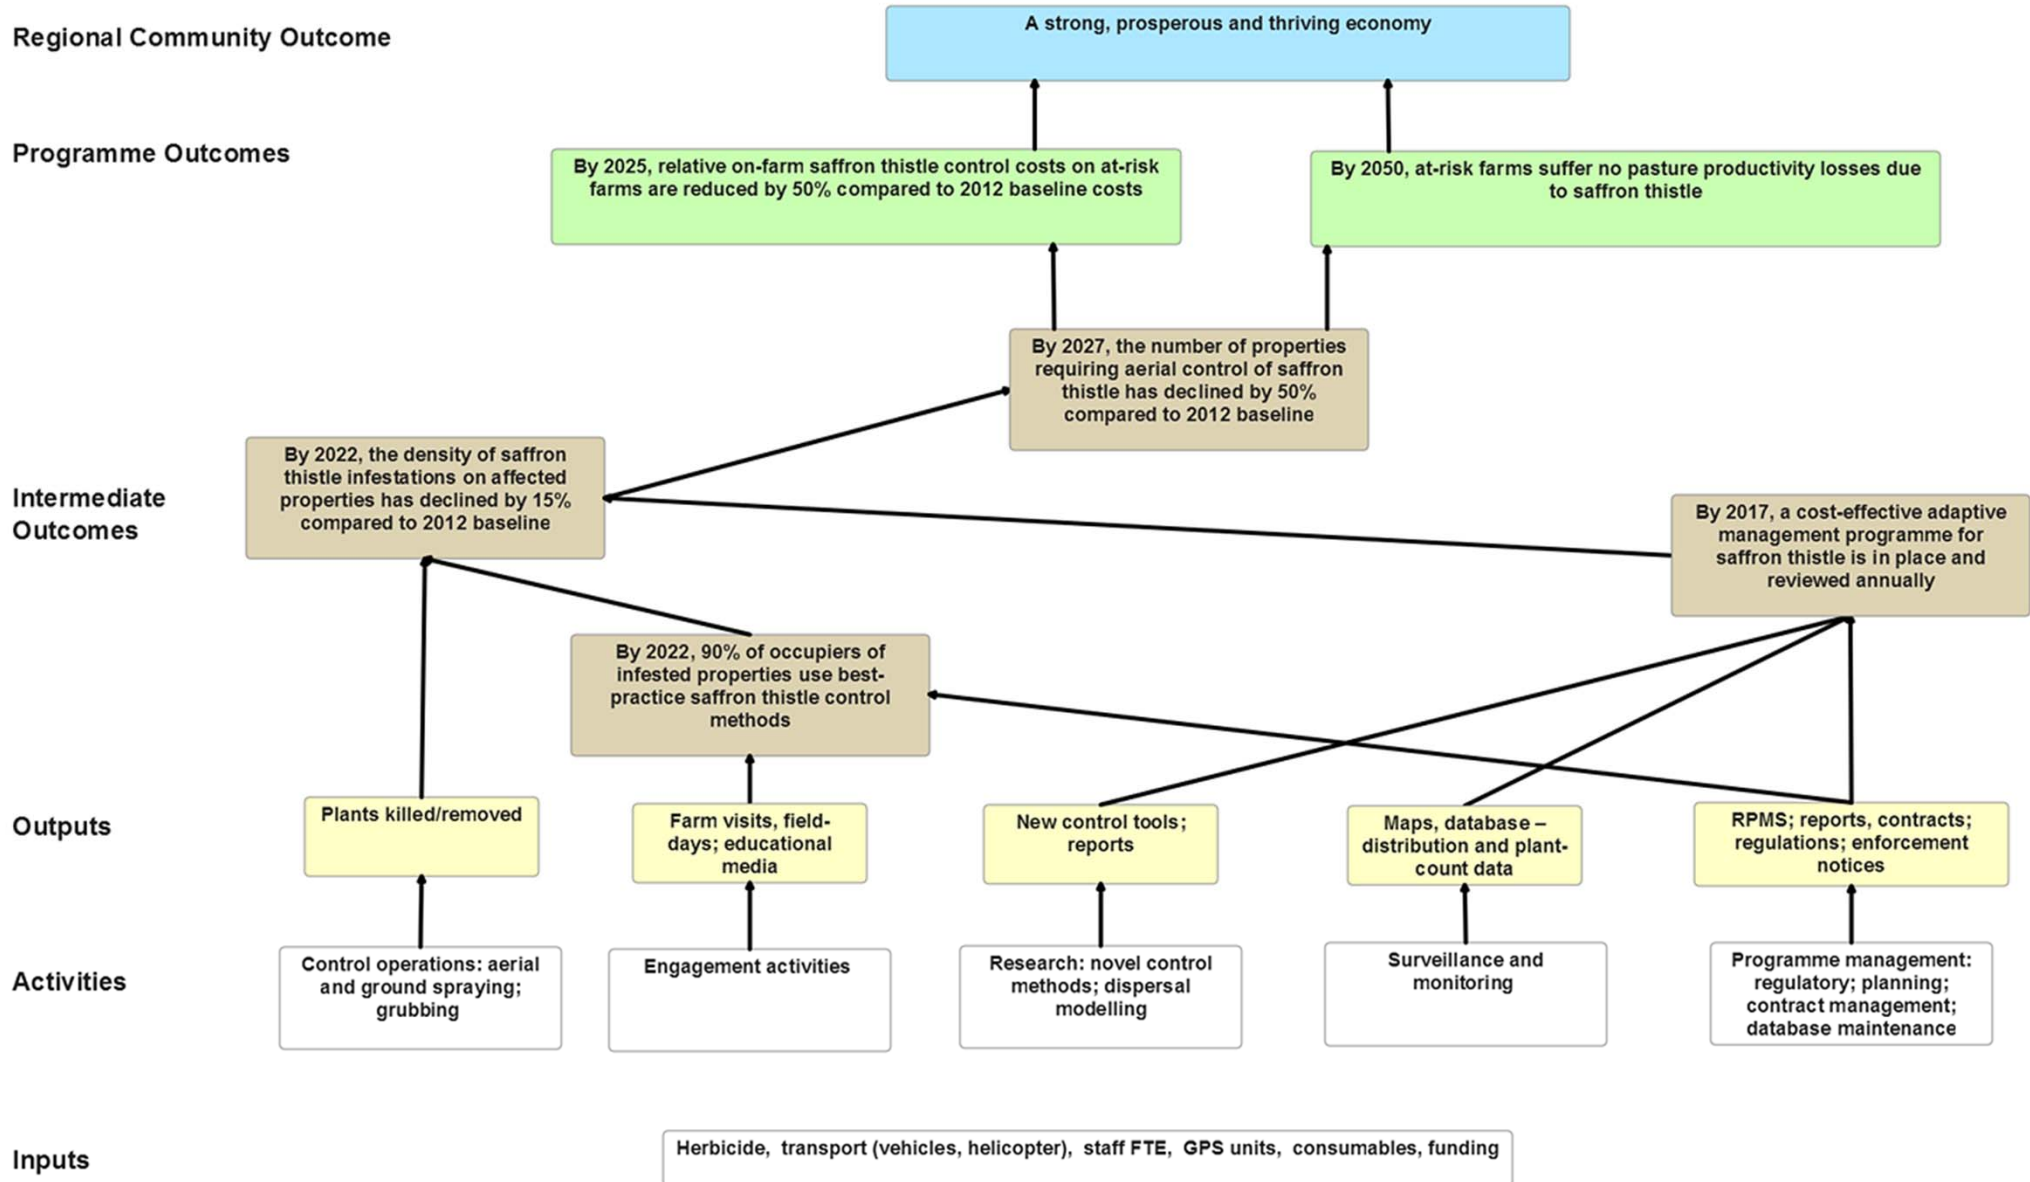 Regional Community Outcome
A strong, prosperous and thriving economy
Programme Outcomes
By 2025, relative on-farm saffron thistle control costs on at-risk
farms are reduced by 50% compared to 2012 baseline costs
By 2050, at-risk farms suffer no pasture productivity losses due
to saffron thistle
By 2027, the number of properties
requiring aerial control of saffron
thistle has declined by 50%
compared to 2012 baseline
Intermediate
Outcomes
By 2022, the density of saffron
thistle infestations on affected
properties has declined by 15%
compared to 2012 baseline
By 2017, a cost-effective adaptive
management programme for
saffron thistle is in place and
reviewed annually
By 2022, 90% of occupiers of
infested properties use best-
practice saffron thistle control
methods
Outputs
Plants killed/removed
Farm visits, field-
days; educational
media
New control tools;
reports
Maps, database –
distribution and plant-
count data
RPMS; reports, contracts;
regulations; enforcement
notices
Activities
Control operations: aerial
and ground spraying;
grubbing
Engagement activities
Research: novel control
methods; dispersal
modelling
Surveillance and
monitoring
Programme management:
regulatory; planning;
contract management;
database maintenance
Inputs
Herbicide, transport (vehicles, helicopter), staff FTE, GPS units, consumables, funding